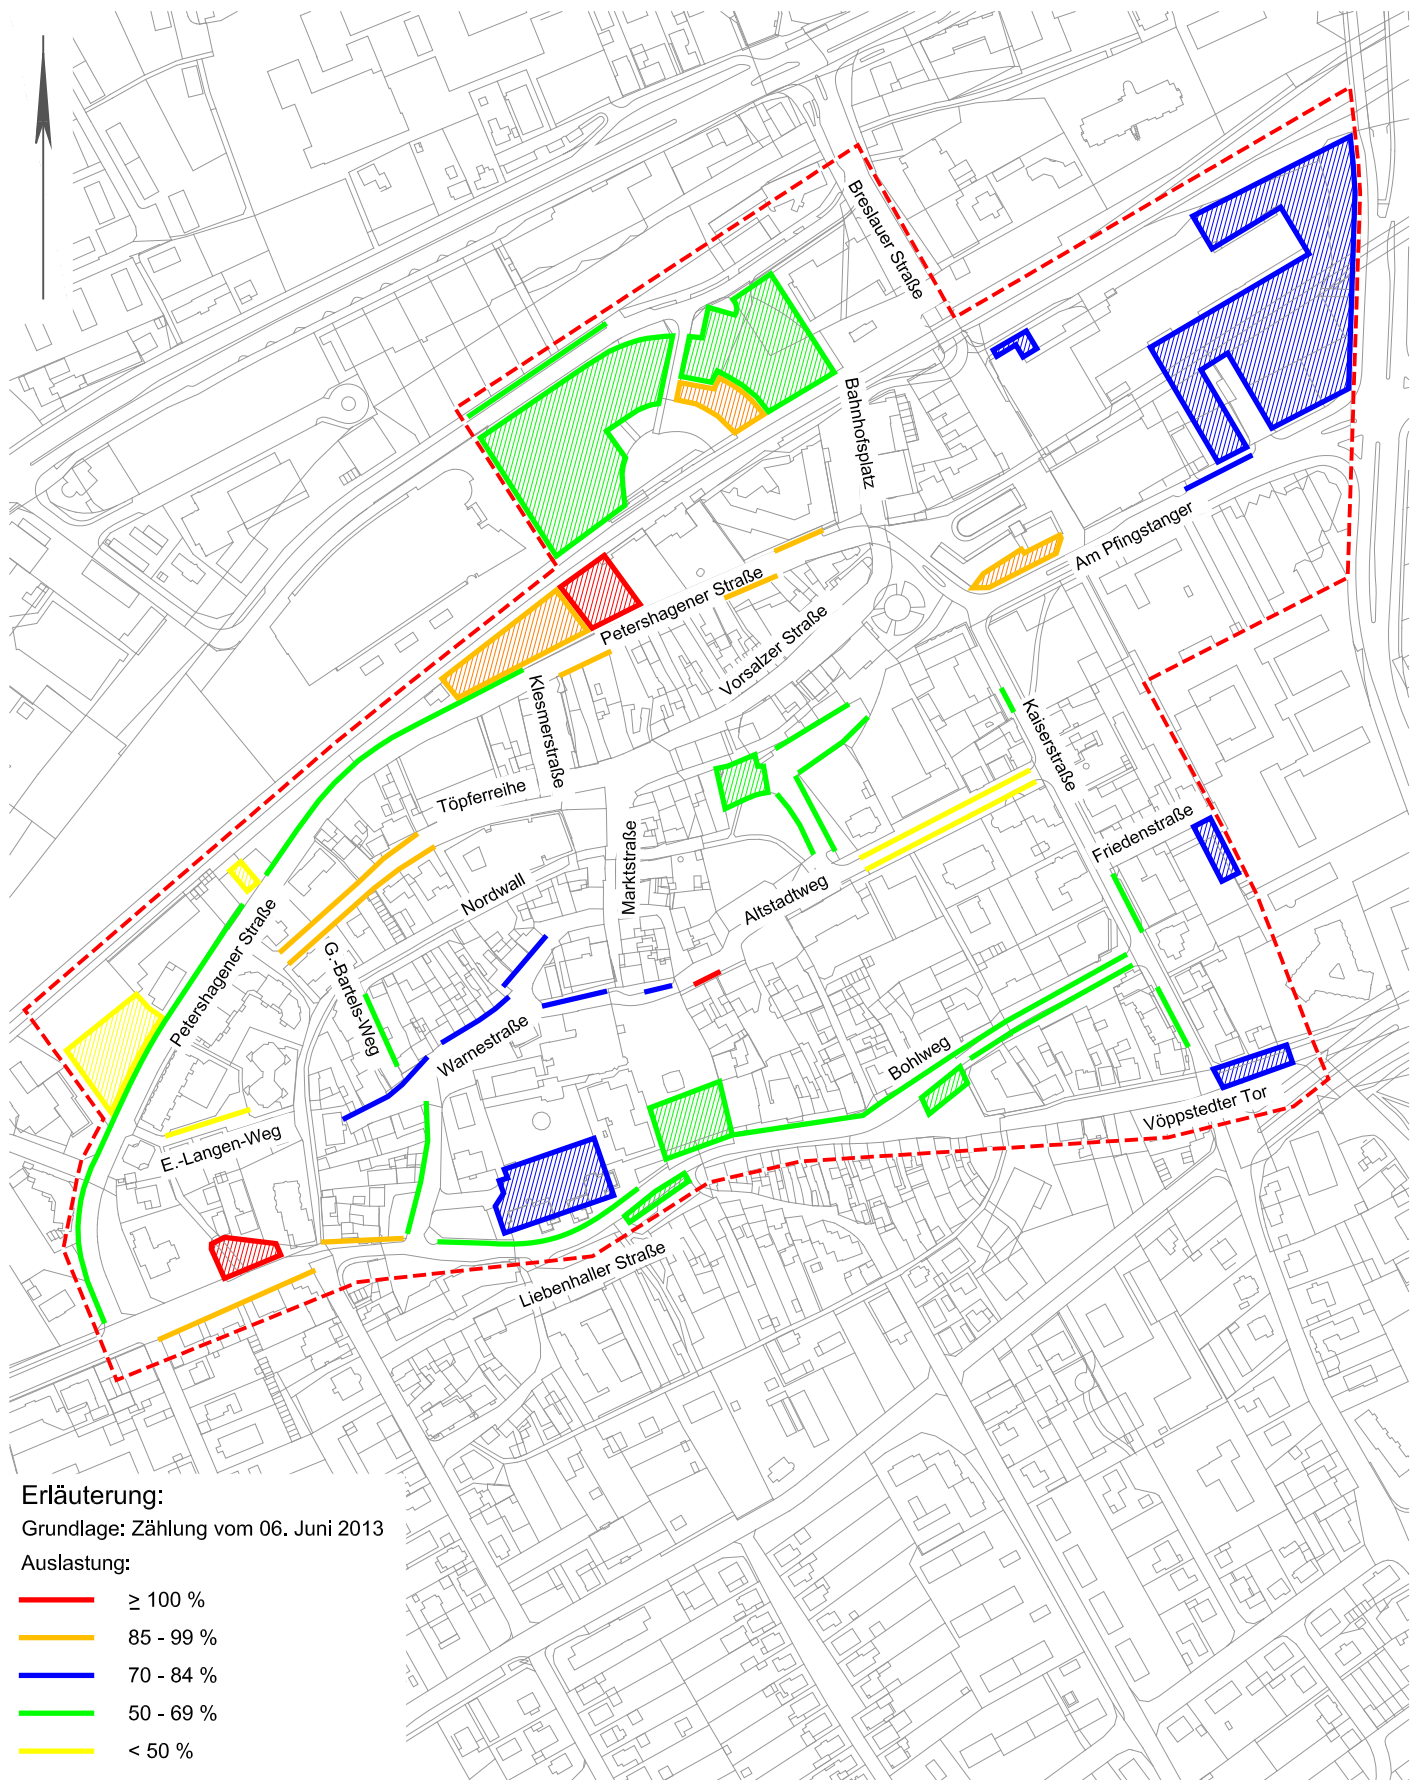 Breslauer Straße
Bahnhofsplatz
Am Pfingstanger
Petershagener Straße
Vorsalzer Straße
Klesmerstraße
Kaiserstraße
Töpferreihe
Friedenstraße
Marktstraße
Nordwall
Altstadtweg
Petershagener Straße
G.-Bartels-Weg
Warnestraße
Bohlweg
Vöppstedter Tor
E.-Langen-Weg
Liebenhaller Straße
Erläuterung:
Grundlage: Zählung vom 06. Juni 2013
Auslastung:
≥ 100 %
85 - 99 %
70 - 84 %
50 - 69 %
< 50 %